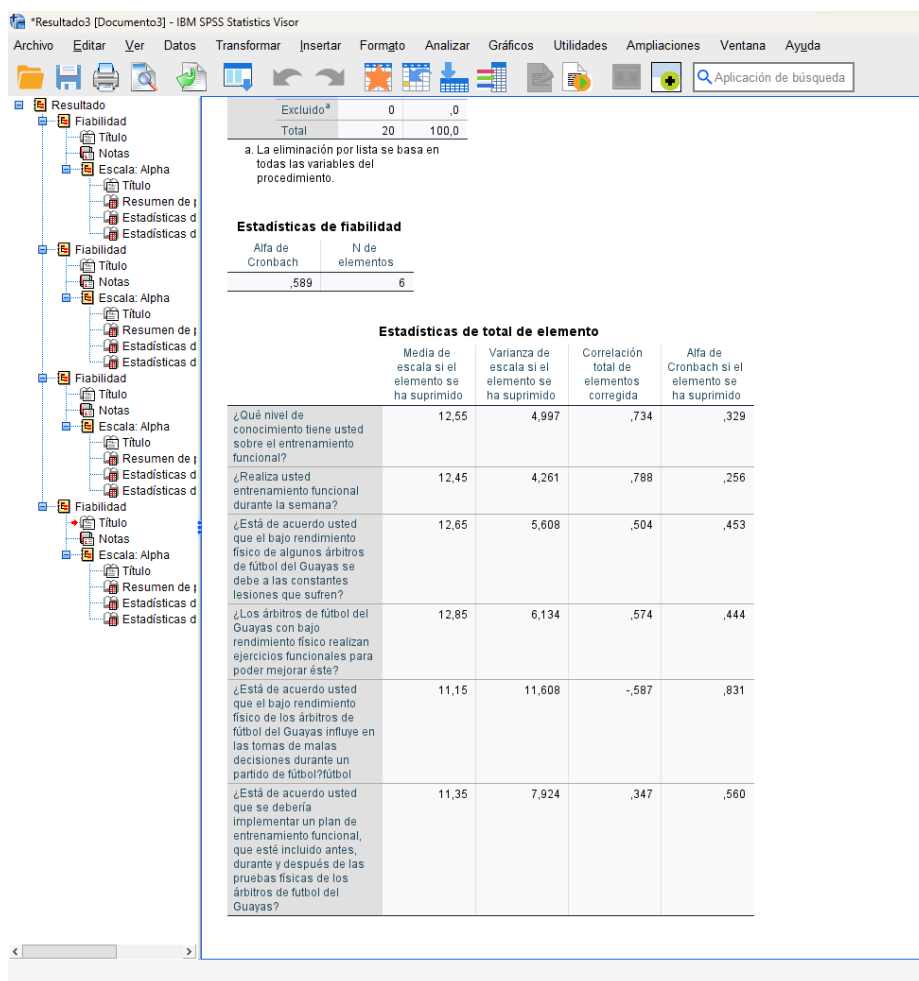 *Resultado3 [Documento3] - IBM SPSS Statistics Visor
Archivo Editar Ver Datos Transformar Insertar Formato Analizar Gráficos Utilidades Ampliaciones Ventana Ayuda
Aplicación de búsqueda
Resultado
Fiabilidad
Título
Notas
Escala: Alpha
Título
Resumen de p
Estadísticas d
Estadísticas d
Fiabilidad
Título
Notas
Escala: Alpha
Título
Resumen de p
Estadísticas d
Estadísticas d
Fiabilidad
Título
Notas
Escala: Alpha
Título
Resumen de p
Estadísticas d
Estadísticas d
Fiabilidad
Título
Notas
Escala: Alpha
Título
Resumen de p
Estadísticas d
Estadísticas d
Excluidoª 0 ,0
Total 20 100,0
a. La eliminación por lista se basa en
todas las variables del
procedimiento.
Estadísticas de fiabilidad
Alfa de N de
Cronbach elementos
,589 6
Estadísticas de total de elemento
Media de Varianza de Correlación Alfa de
escala si el escala si el total de Cronbach si el
elemento se elemento se elementos elemento se
ha suprimido ha suprimido corregida ha suprimido
¿Qué nivel de 12,55 4,997 ,734 ,329
conocimiento tiene usted
sobre el entrenamiento
funcional?
¿Realiza usted 12,45 4,261 ,788 ,256
entrenamiento funcional
durante la semana?
¿Está de acuerdo usted 12,65 5,608 ,504 ,453
que el bajo rendimiento
físico de algunos árbitros
de fútbol del Guayas se
debe a las constantes
lesiones que sufren?
¿Los árbitros de fútbol del 12,85 6,134 ,574 ,444
Guayas con bajo
rendimiento físico realizan
ejercicios funcionales para
poder mejorar éste?
¿Está de acuerdo usted 11,15 11,608 -,587 ,831
que el bajo rendimiento
físico de los árbitros de
fútbol del Guayas influye en
las tomas de malas
decisiones durante un
partido de fútbol?fútbol
¿Está de acuerdo usted 11,35 7,924 ,347 ,560
que se debería
implementar un plan de
entrenamiento funcional,
que esté incluido antes,
durante y después de las
pruebas físicas de los
árbitros de futbol del
Guayas?